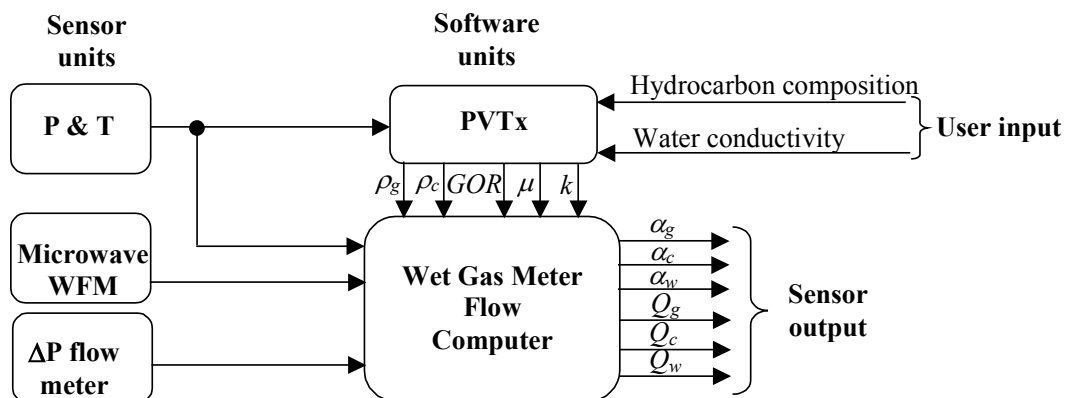 Sensor
units
Software
units
P & T
PVTx
Hydrocarbon composition
Water conductivity
User input
ρg ρc GOR μ k
Microwave
WFM
ΔP flow
meter
Wet Gas Meter
Flow
Computer
αg
αc
αw
Qg
Qc
Qw
Sensor
output